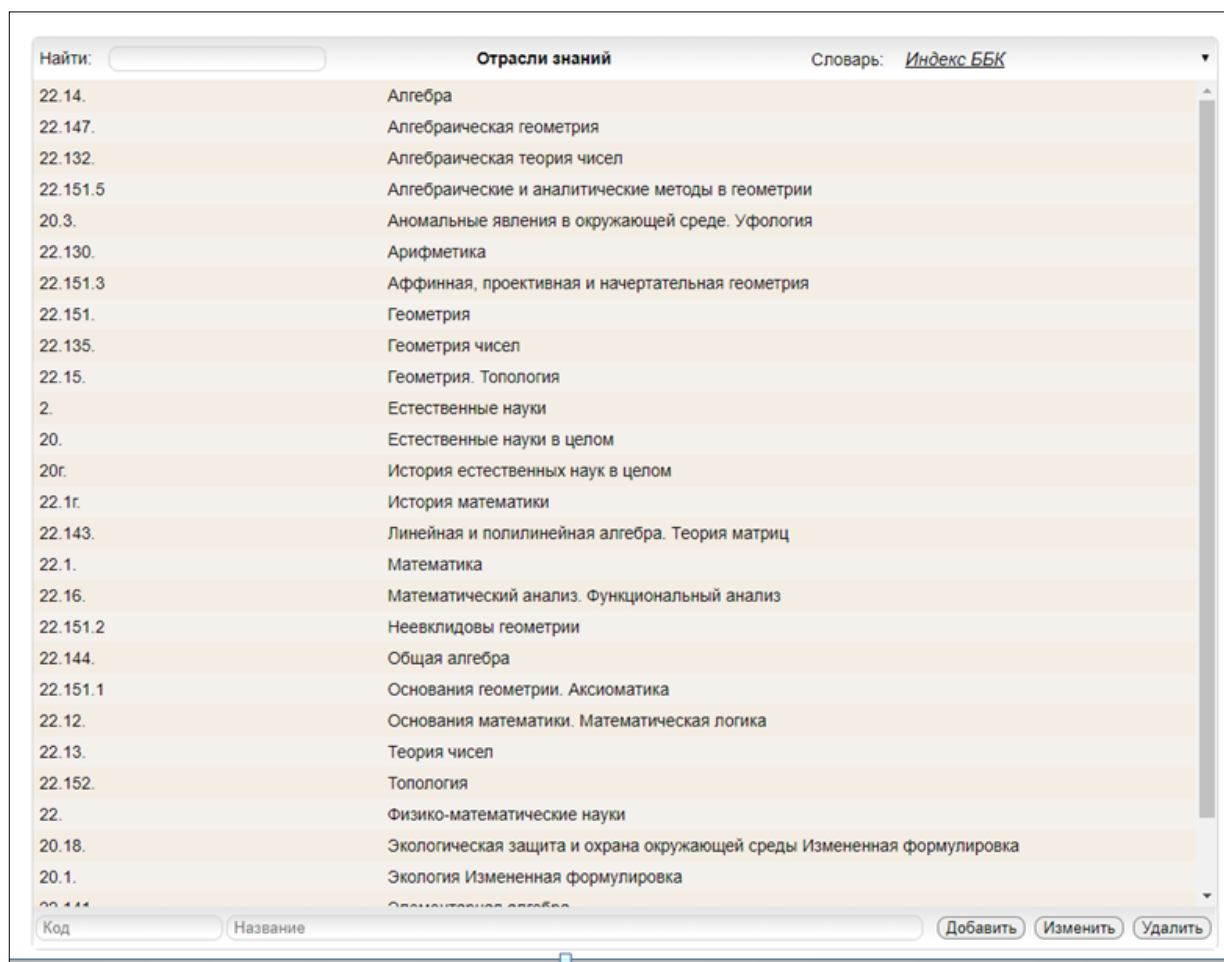 Найти: Отрасли знаний Словарь: Индекс ББК
22.14. Алгебра
22.147. Алгебраическая геометрия
22.132. Алгебраическая теория чисел
22.151.5 Алгебраические и аналитические методы в геометрии
20.3. Аномальные явления в окружающей среде. Уфология
22.130. Арифметика
22.151.3 Аффинная, проективная и начертательная геометрия
22.151. Геометрия
22.135. Геометрия чисел
22.15. Геометрия. Топология
2. Естественные науки
20. Естественные науки в целом
20г. История естественных наук в целом
22.1г. История математики
22.143. Линейная и полилинейная алгебра. Теория матриц
22.1. Математика
22.16. Математический анализ. Функциональный анализ
22.151.2 Неевклидовы геометрии
22.144. Общая алгебра
22.151.1 Основания геометрии. Аксиоматика
22.12. Основания математики. Математическая логика
22.13. Теория чисел
22.152. Топология
22. Физико-математические науки
20.18. Экологическая защита и охрана окружающей среды Измененная формулировка
20.1. Экология Измененная формулировка
22.141. Элементарная алгебра
Код Название Добавить Изменить Удалить